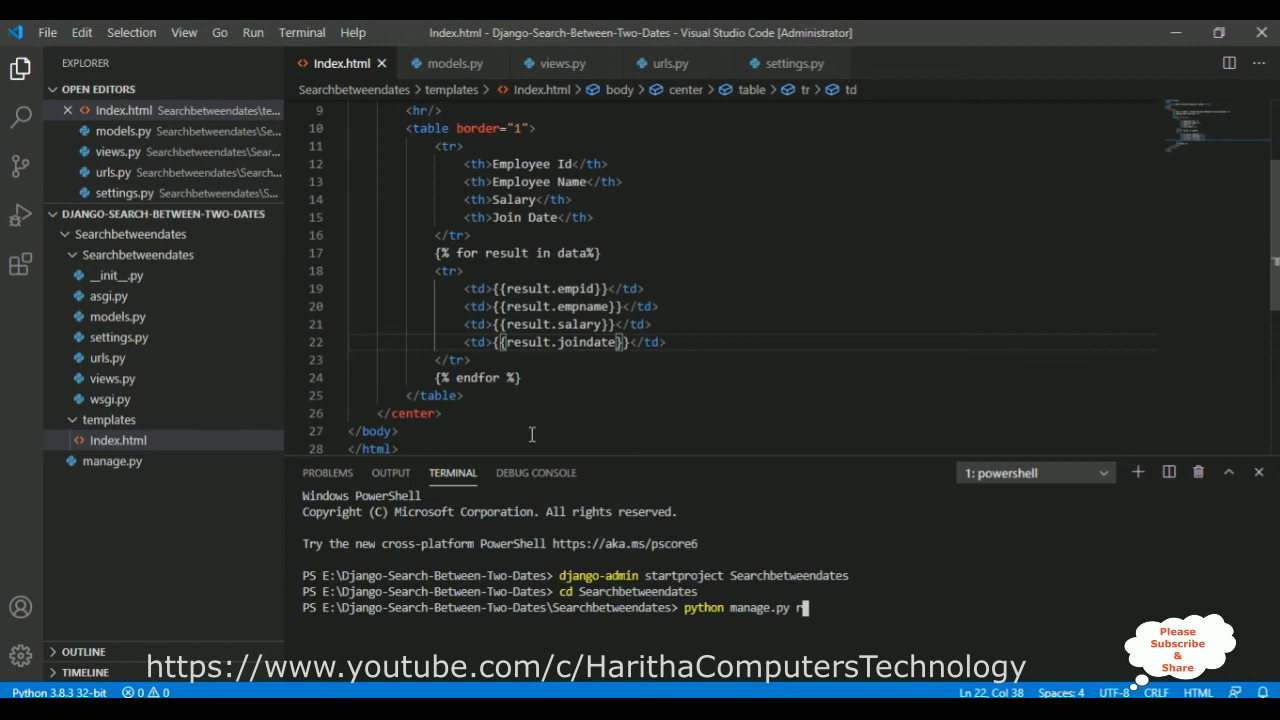 File Edit Selection View Go Run Terminal Help Index.html - Django-Search-Between-Two-Dates - Visual Studio Code [Administrator]
EXPLORER
OPEN EDITORS
Index.html Searchbetweendates\te...
models.py Searchbetweendates\Sear...
views.py Searchbetweendates\Sear...
urls.py Searchbetweendates\Search...
settings.py Searchbetweendates\S...
DJANGO-SEARCH-BETWEEN-TWO-DATES
Searchbetweendates
Searchbetweendates
__init__.py
asgi.py
models.py
settings.py
urls.py
views.py
wsgi.py
templates
Index.html
manage.py
OUTLINE
TIMELINE
Index.html models.py views.py urls.py settings.py
Searchbetweendates > templates > Index.html > body > center > table > tr > td
9 <hr/>
10 <table border="1">
11 <tr>
12 <th>Employee Id</th>
13 <th>Employee Name</th>
14 <th>Salary</th>
15 <th>Join Date</th>
16 </tr>
17 {% for result in data%}
18 <tr>
19 <td>{{result.empid}}</td>
20 <td>{{result.empname}}</td>
21 <td>{{result.salary}}</td>
22 <td>{{result.joindate}}</td>
23 </tr>
24 {% endfor %}
25 </table>
26 </center>
27 </body>
28 </html>
PROBLEMS OUTPUT TERMINAL DEBUG CONSOLE 1: powershell
Windows PowerShell
Copyright (C) Microsoft Corporation. All rights reserved.
Try the new cross-platform PowerShell https://aka.ms/pscore6
PS E:\Django-Search-Between-Two-Dates> django-admin startproject Searchbetweendates
PS E:\Django-Search-Between-Two-Dates> cd Searchbetweendates
PS E:\Django-Search-Between-Two-Dates\Searchbetweendates> python manage.py r
Please
Subscribe
&
Share
https://www.youtube.com/c/HarithaComputersTechnology
Python 3.8.3 32-bit 0 0 Ln 22, Col 38 Spaces: 4 UTF-8 CRLF HTML